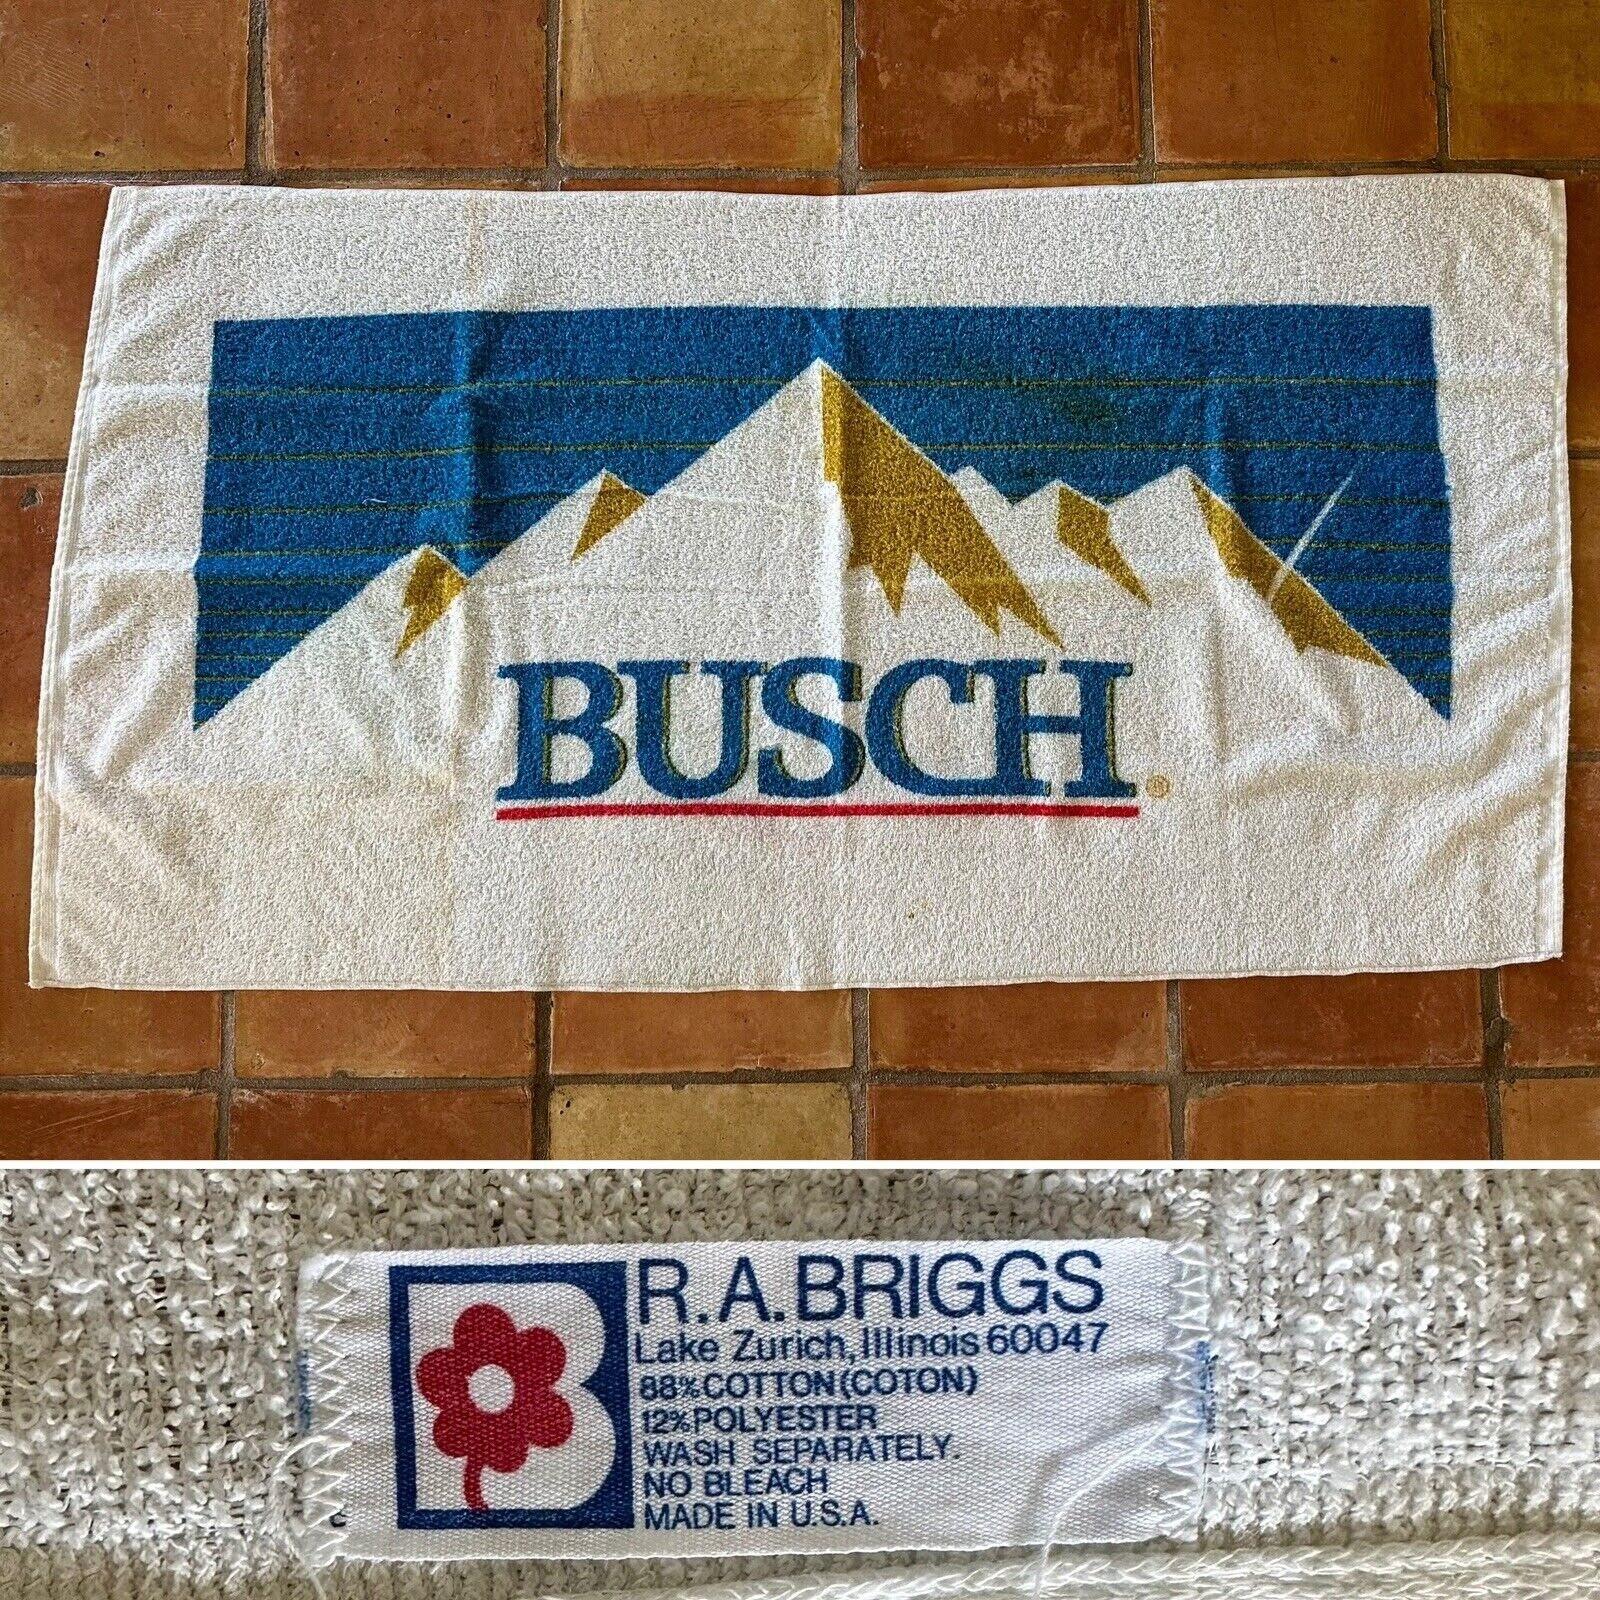 BUSCH®
R.A.BRIGGS
Lake Zurich, Illinois 60047
88% COTTON (COTON)
12% POLYESTER
WASH SEPARATELY.
NO BLEACH
MADE IN U.S.A.